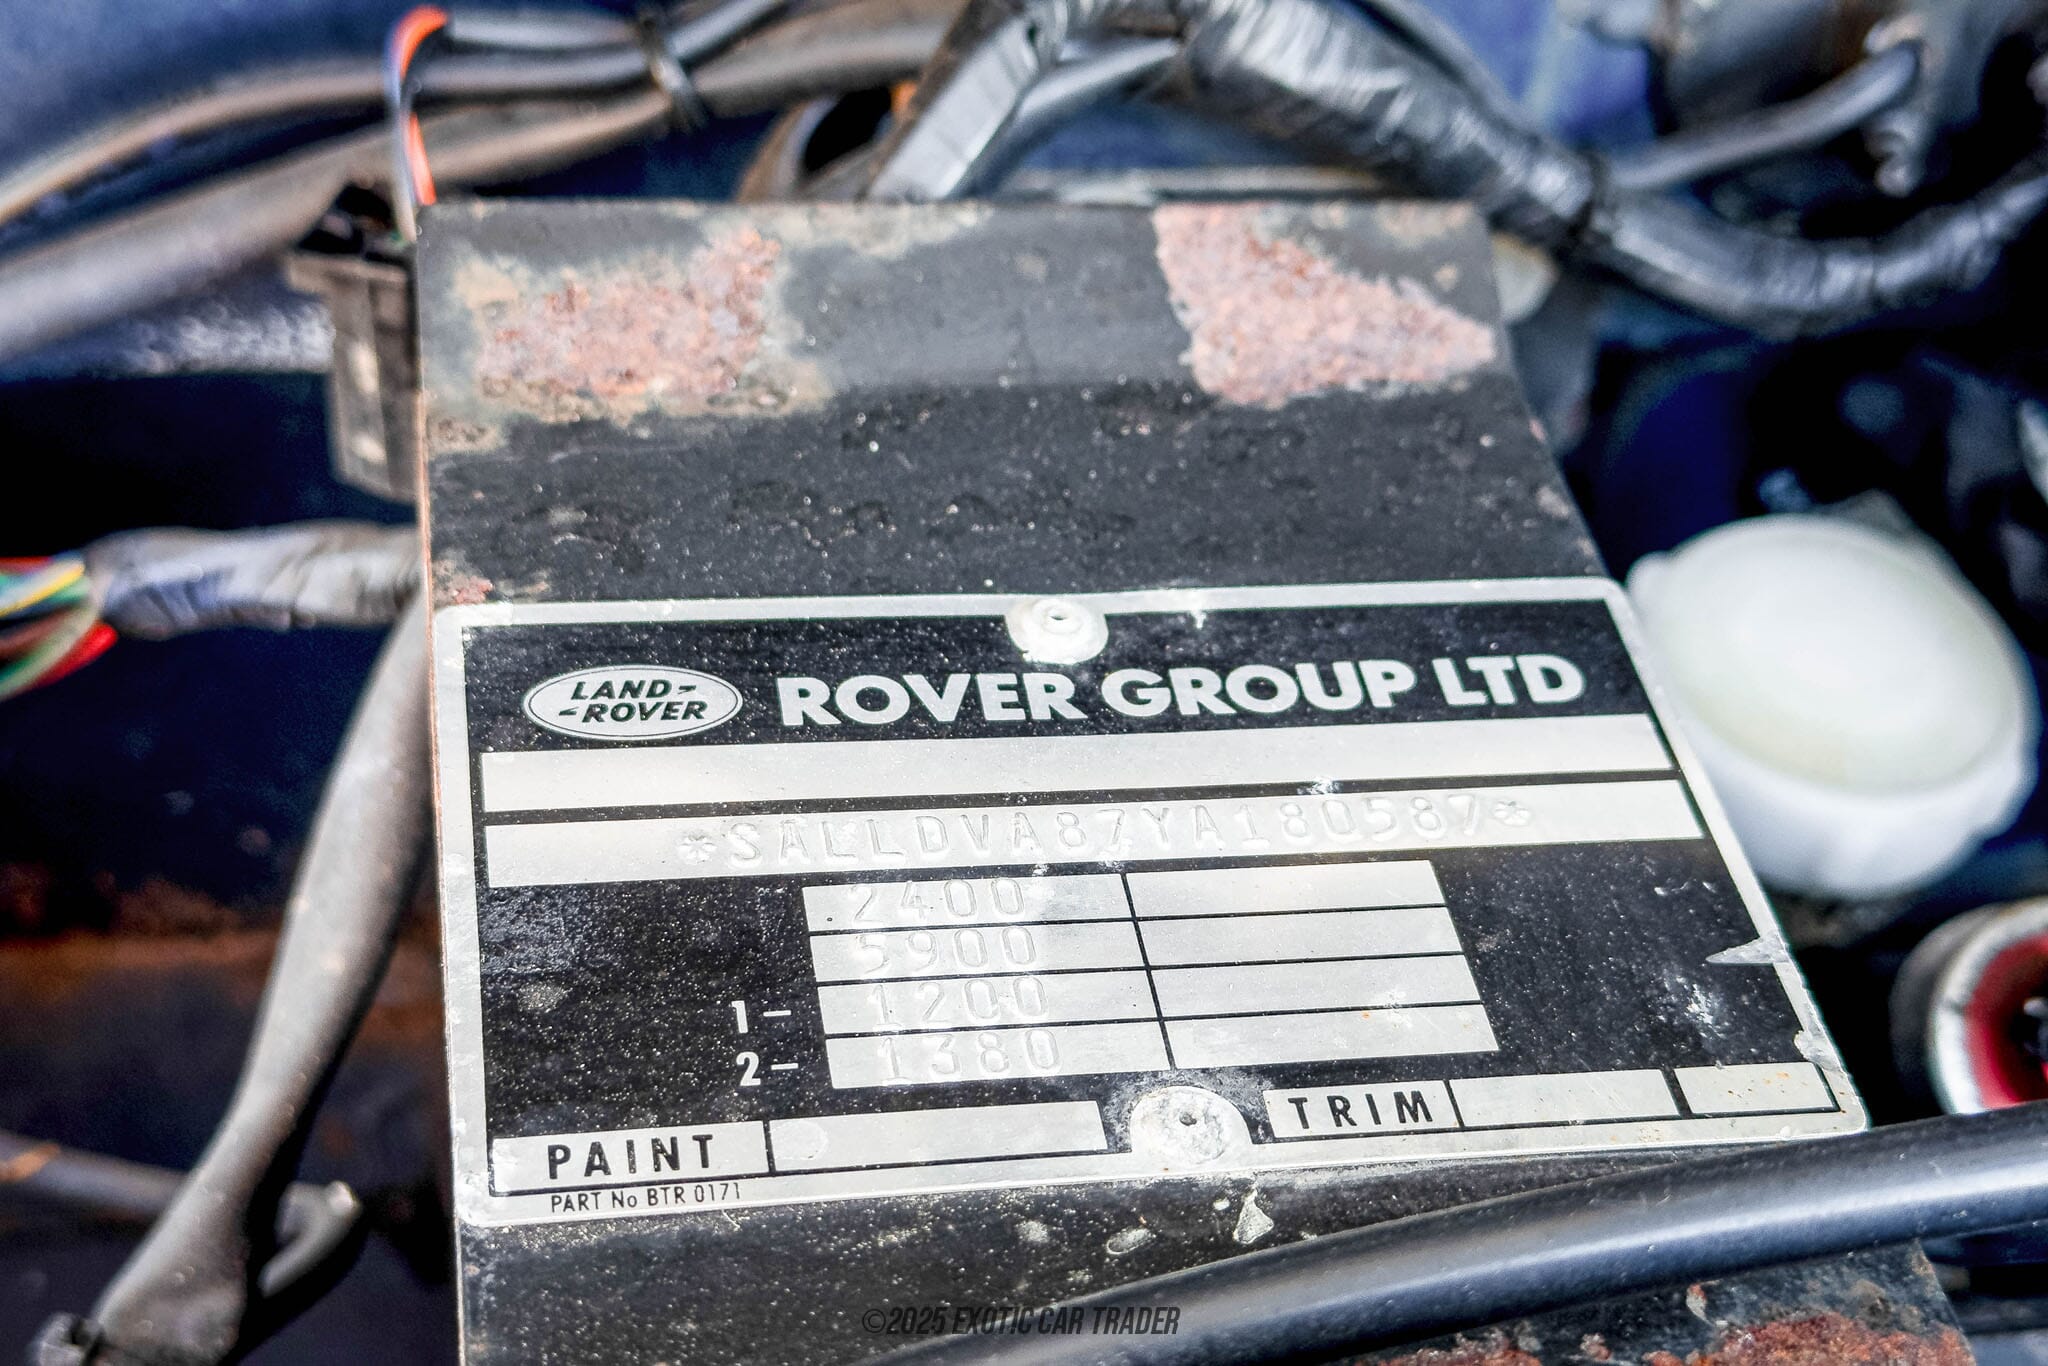 LAND-
-ROVER
ROVER GROUP LTD
*SALLDVA87YA180587*
2400
5900
1- 1200
2- 1380
PAINT
TRIM
PART No BTR 0171
©2025 EXOTIC CAR TRADER